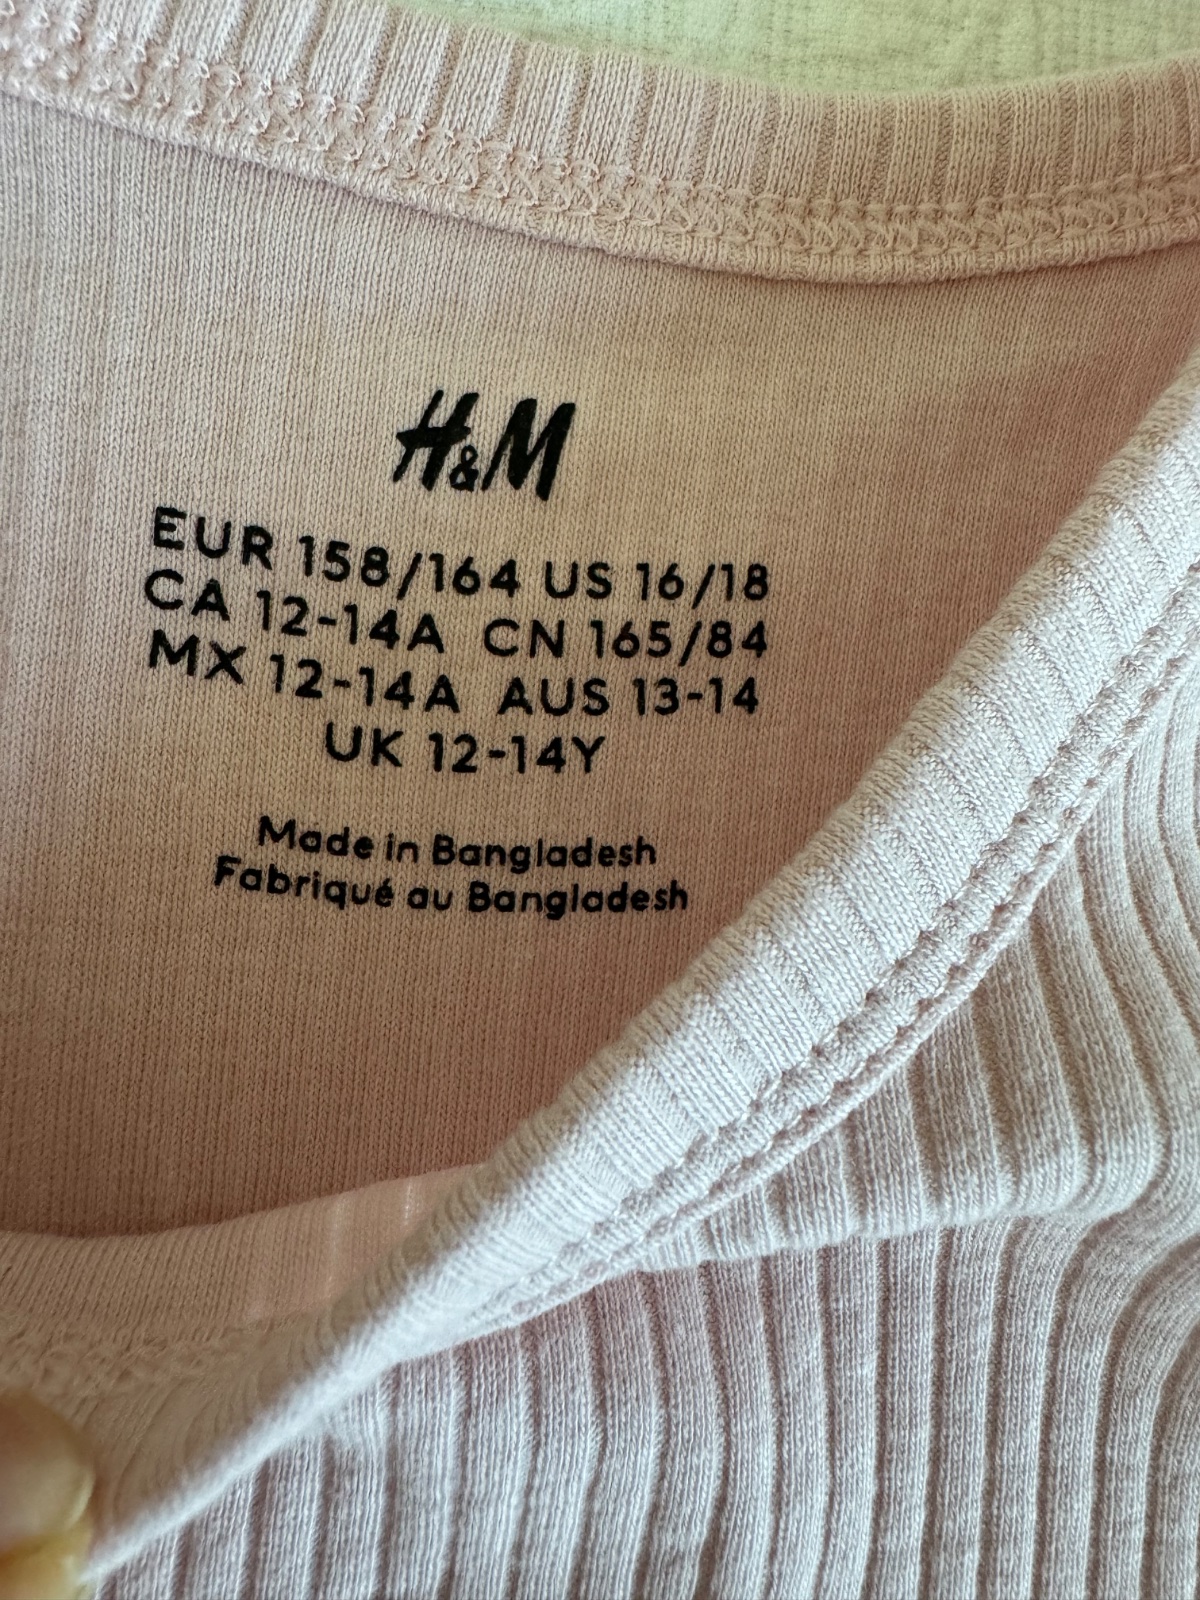 H&M
EUR 158/164 US 16/18
CA 12-14A CN 165/84
MX 12-14A AUS 13-14
UK 12-14Y
Made in Bangladesh
Fabriqué au Bangladesh